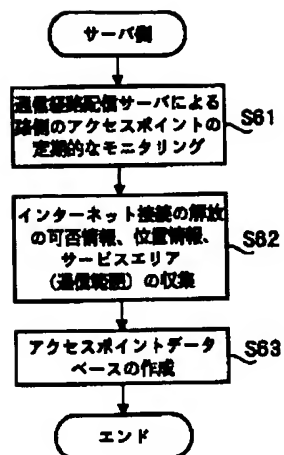 サーバ側
通信経路配信サーバによる
路側のアクセスポイントの
定期的なモニタリング
S61
インターネット接続の解放
の可否情報、位置情報、
サービスエリア
(通信範囲)の収集
S62
アクセスポイントデータ
ベースの作成
S63
エンド